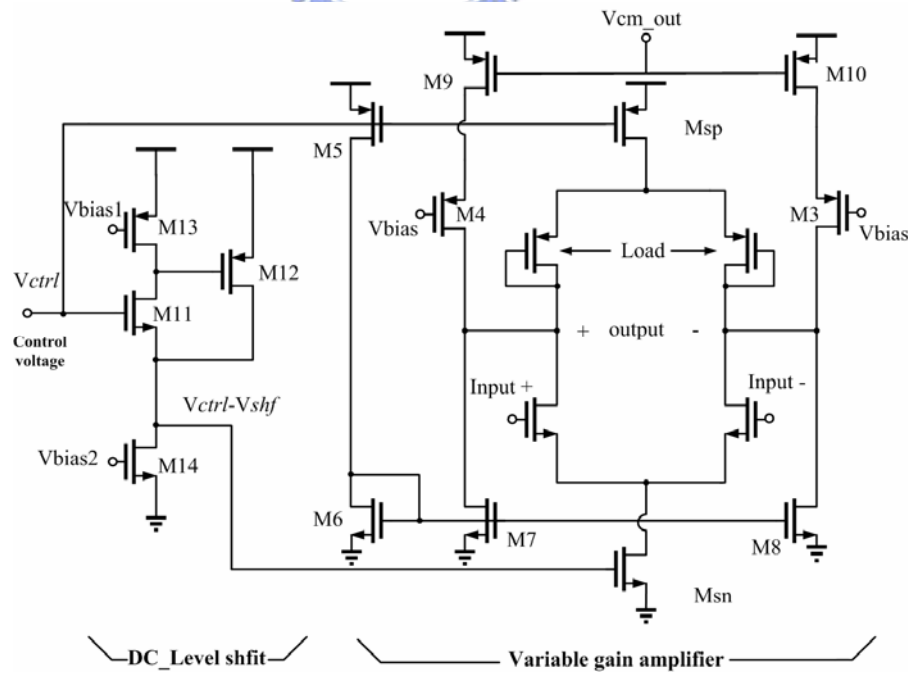 Vcm_out
M9
M10
M5
Msp
Vbias1
M13
Vbias
M4
M3
Vbias
M12
Load
Vctrl
M11
Control
voltage
+ output -
Input +
Input -
Vctrl-Vshf
Vbias2
M14
M6
M7
M8
Msn
DC_Level shfit
Variable gain amplifier